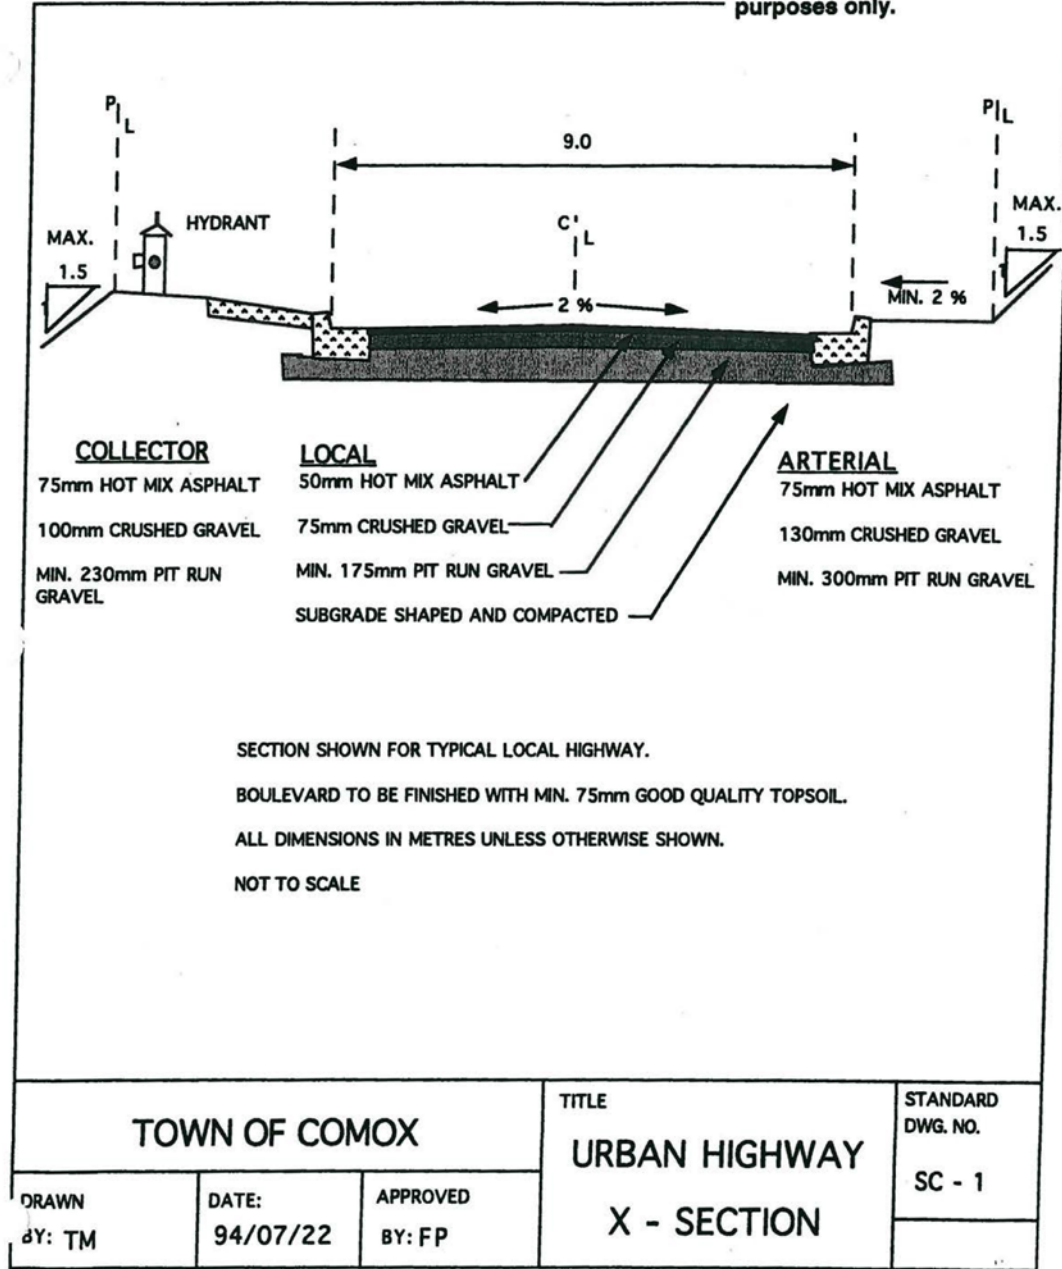 purposes only.
P L
P L
9.0
HYDRANT
C L
MAX.
1.5
MAX.
1.5
2 %
MIN. 2 %
COLLECTOR
75mm HOT MIX ASPHALT
100mm CRUSHED GRAVEL
MIN. 230mm PIT RUN
GRAVEL
LOCAL
50mm HOT MIX ASPHALT
75mm CRUSHED GRAVEL
MIN. 175mm PIT RUN GRAVEL
SUBGRADE SHAPED AND COMPACTED
ARTERIAL
75mm HOT MIX ASPHALT
130mm CRUSHED GRAVEL
MIN. 300mm PIT RUN GRAVEL
SECTION SHOWN FOR TYPICAL LOCAL HIGHWAY.
BOULEVARD TO BE FINISHED WITH MIN. 75mm GOOD QUALITY TOPSOIL.
ALL DIMENSIONS IN METRES UNLESS OTHERWISE SHOWN.
NOT TO SCALE
TOWN OF COMOX
DRAWN
BY: TM
DATE:
94/07/22
APPROVED
BY: FP
TITLE
URBAN HIGHWAY
X - SECTION
STANDARD
DWG. NO.
SC - 1